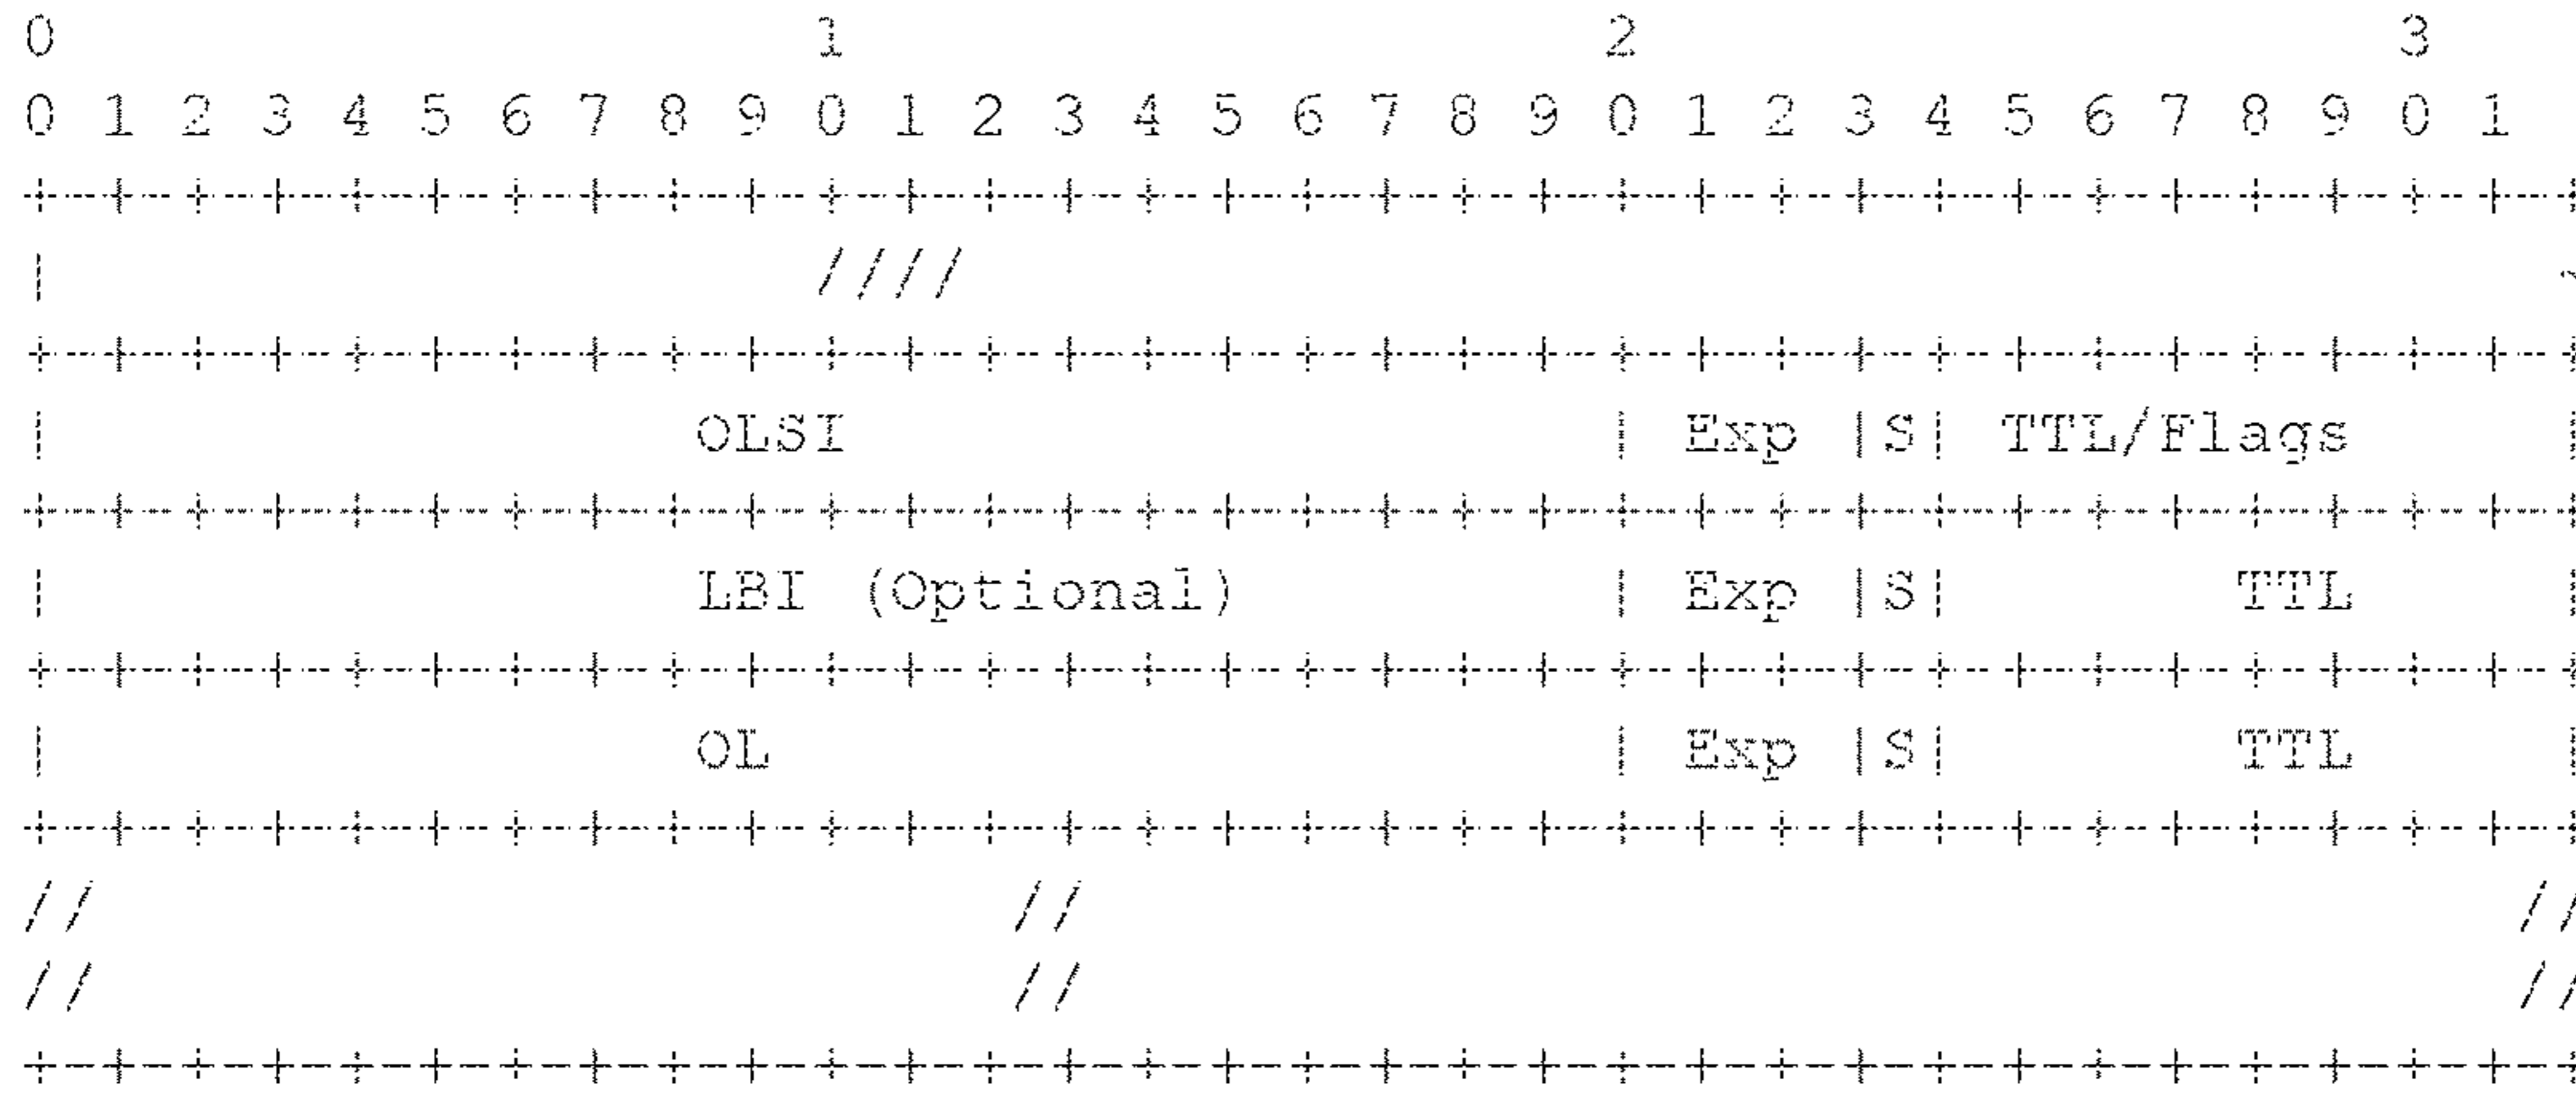 0 1 2 3
0 1 2 3 4 5 6 7 8 9 0 1 2 3 4 5 6 7 8 9 0 1 2 3 4 5 6 7 8 9 0 1
+-+-+-+-+-+-+-+-+-+-+-+-+-+-+-+-+-+-+-+-+-+-+-+-+-+-+-+-+-+-+-+-+
| //// ~
+-+-+-+-+-+-+-+-+-+-+-+-+-+-+-+-+-+-+-+-+-+-+-+-+-+-+-+-+-+-+-+-+
| OLSI | Exp |S| TTL/Flags |
+-+-+-+-+-+-+-+-+-+-+-+-+-+-+-+-+-+-+-+-+-+-+-+-+-+-+-+-+-+-+-+-+
| LBI (Optional) | Exp |S| TTL |
+-+-+-+-+-+-+-+-+-+-+-+-+-+-+-+-+-+-+-+-+-+-+-+-+-+-+-+-+-+-+-+-+
| OL | Exp |S| TTL |
+-+-+-+-+-+-+-+-+-+-+-+-+-+-+-+-+-+-+-+-+-+-+-+-+-+-+-+-+-+-+-+-+
// // //
// // //
+-+-+-+-+-+-+-+-+-+-+-+-+-+-+-+-+-+-+-+-+-+-+-+-+-+-+-+-+-+-+-+-+